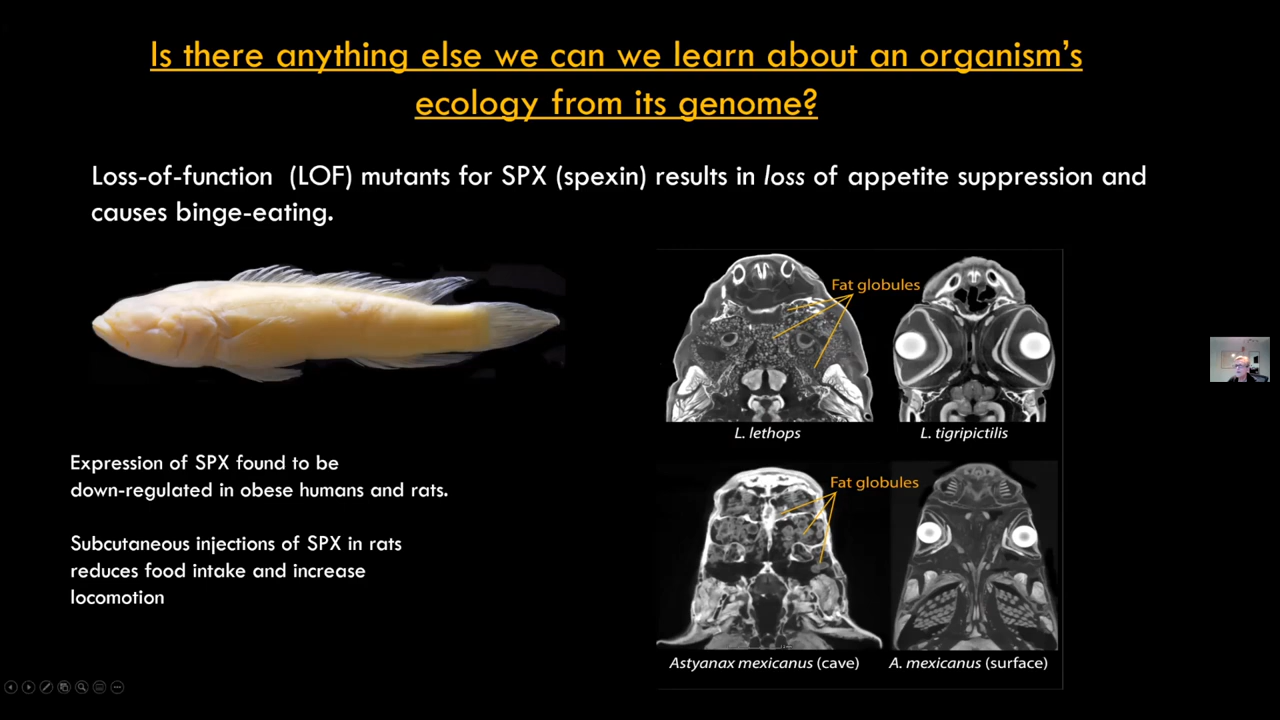 Is there anything else we can we learn about an organism's
ecology from its genome?
Loss-of-function (LOF) mutants for SPX (spexin) results in loss of appetite suppression and
causes binge-eating.
Fat globules
L. lethops
L. tigripictilis
Expression of SPX found to be
down-regulated in obese humans and rats.
Subcutaneous injections of SPX in rats
reduces food intake and increase
locomotion
Fat globules
Astyanax mexicanus (cave)
A. mexicanus (surface)